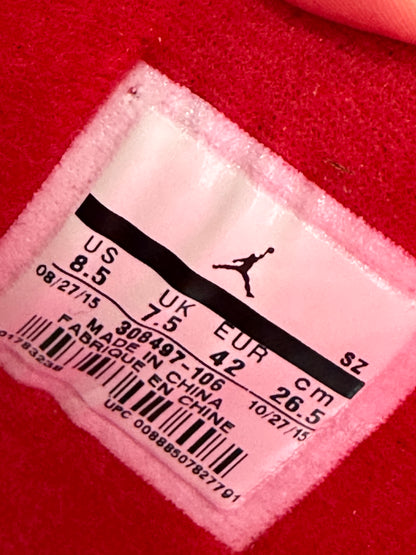 SZ
US UK EUR cm
8.5 7.5 42 26.5
08/27/15 10/27/15
308497-106
MADE IN CHINA
FABRIQUE EN CHINE
UPC 00888507827791